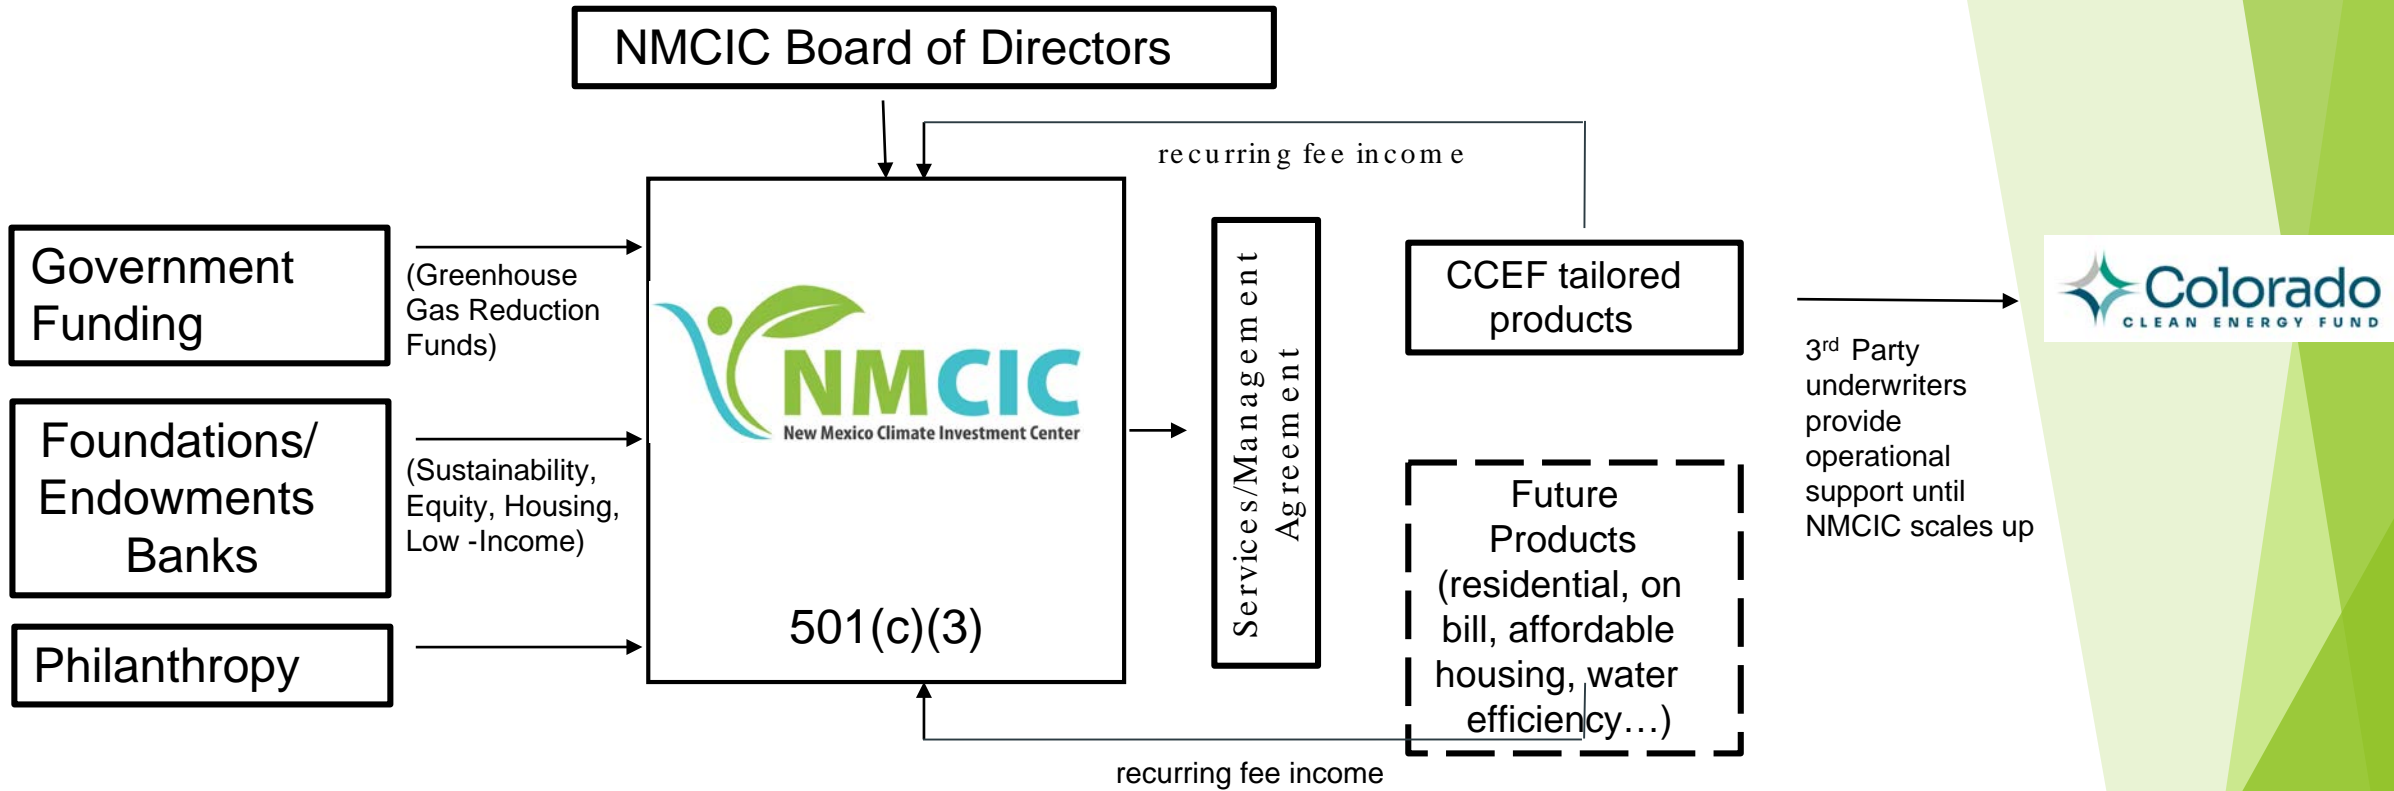 NMCIC Board of Directors
recurring fee income
Government
Funding
(Greenhouse
Gas Reduction
Funds)
Foundations/
Endowments
Banks
(Sustainability,
Equity, Housing,
Low -Income)
Philanthropy
NMCIC
New Mexico Climate Investment Center
501(c)(3)
Services/Management
Agreement
CCEF tailored
products
Future
Products
(residential, on
bill, affordable
housing, water
efficiency…)
recurring fee income
3rd Party
underwriters
provide
operational
support until
NMCIC scales up
Colorado
CLEAN ENERGY FUND